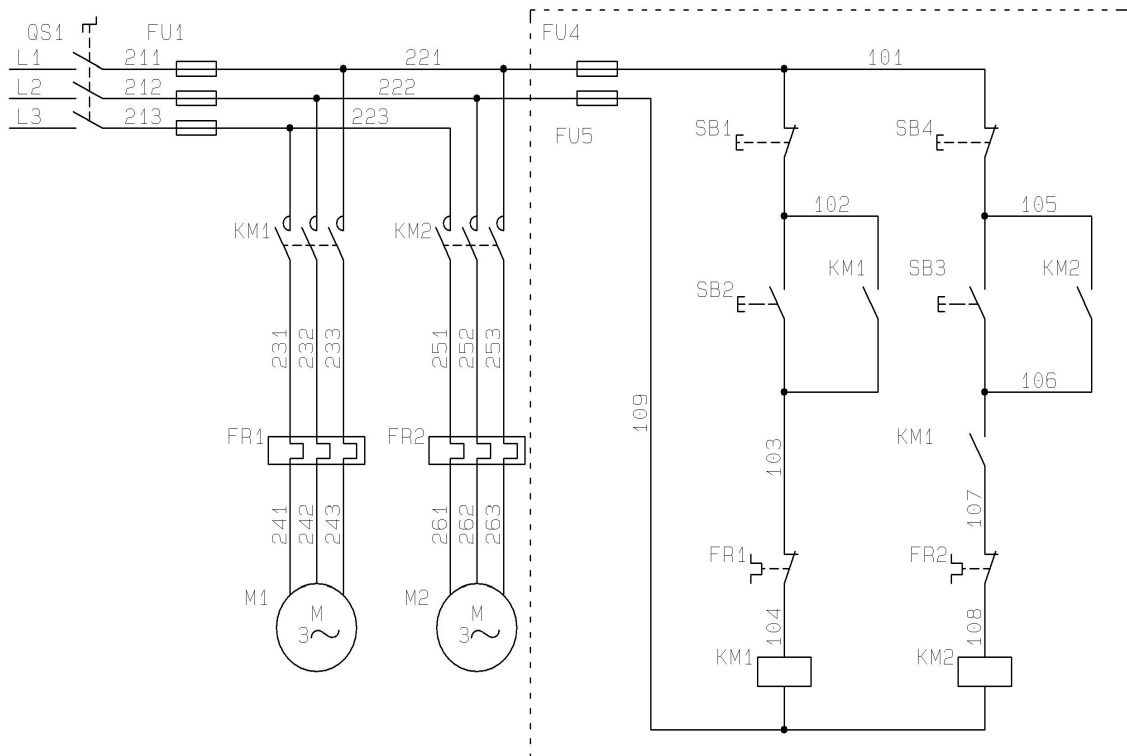 QS1 FU1 FU4
L1 211 221 101
L2 212 222
L3 213 223
SB1 SB4
FU5
102 105
KM1 KM2
KM1 SB3 KM2
SB2
231 232 233 251 252 253
106
109
FR1 FR2 103 KM1
107
241 242 243 261 262 263
FR1 FR2
M1 M M2 M
3 3
104 108
KM1 KM2